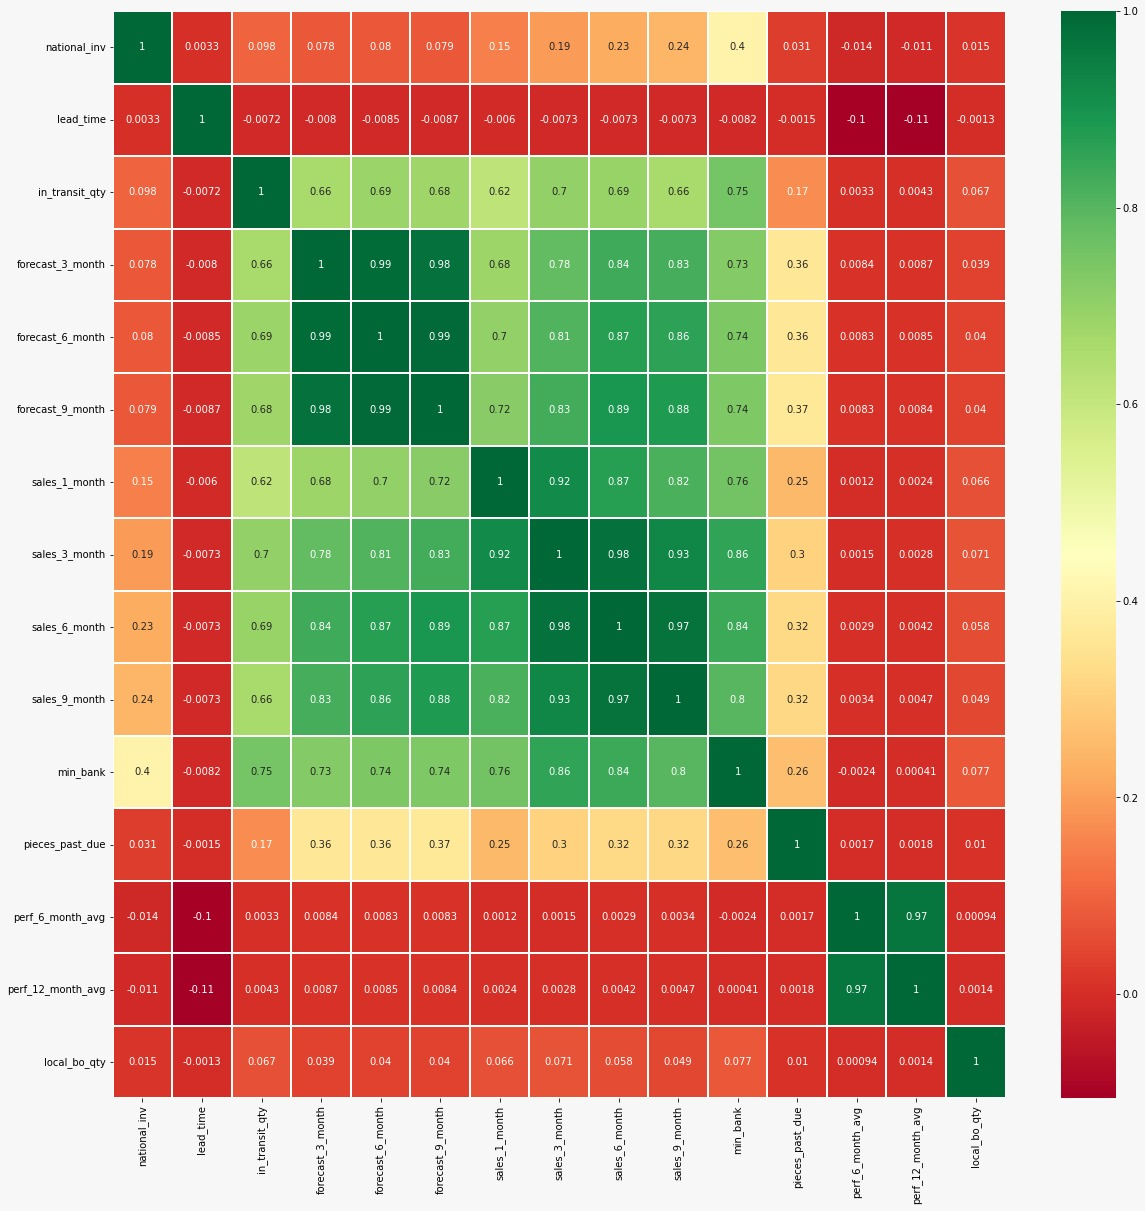 national_inv 1 0.0033 0.098 0.078 0.08 0.079 0.15 0.19 0.23 0.24 0.4 0.031 -0.014 -0.011 0.015
lead_time 0.0033 1 -0.0072 -0.008 -0.0085 -0.0087 -0.006 -0.0073 -0.0073 -0.0073 -0.0082 -0.0015 -0.1 -0.11 -0.0013
in_transit_qty 0.098 -0.0072 1 0.66 0.69 0.68 0.62 0.7 0.69 0.66 0.75 0.17 0.0033 0.0043 0.067
forecast_3_month 0.078 -0.008 0.66 1 0.99 0.98 0.68 0.78 0.84 0.83 0.73 0.36 0.0084 0.0087 0.039
forecast_6_month 0.08 -0.0085 0.69 0.99 1 0.99 0.7 0.81 0.87 0.86 0.74 0.36 0.0083 0.0085 0.04
forecast_9_month 0.079 -0.0087 0.68 0.98 0.99 1 0.72 0.83 0.89 0.88 0.74 0.37 0.0083 0.0084 0.04
sales_1_month 0.15 -0.006 0.62 0.68 0.7 0.72 1 0.92 0.87 0.82 0.76 0.25 0.0012 0.0024 0.066
sales_3_month 0.19 -0.0073 0.7 0.78 0.81 0.83 0.92 1 0.98 0.93 0.86 0.3 0.0015 0.0028 0.071
sales_6_month 0.23 -0.0073 0.69 0.84 0.87 0.89 0.87 0.98 1 0.97 0.84 0.32 0.0029 0.0042 0.058
sales_9_month 0.24 -0.0073 0.66 0.83 0.86 0.88 0.82 0.93 0.97 1 0.8 0.32 0.0034 0.0047 0.049
min_bank 0.4 -0.0082 0.75 0.73 0.74 0.74 0.76 0.86 0.84 0.8 1 0.26 -0.0024 0.00041 0.077
pieces_past_due 0.031 -0.0015 0.17 0.36 0.36 0.37 0.25 0.3 0.32 0.32 0.26 1 0.0017 0.0018 0.01
perf_6_month_avg -0.014 -0.1 0.0033 0.0084 0.0083 0.0083 0.0012 0.0015 0.0029 0.0034 -0.0024 0.0017 1 0.97 0.00094
perf_12_month_avg -0.011 -0.11 0.0043 0.0087 0.0085 0.0084 0.0024 0.0028 0.0042 0.0047 0.00041 0.0018 0.97 1 0.0014
local_bo_qty 0.015 -0.0013 0.067 0.039 0.04 0.04 0.066 0.071 0.058 0.049 0.077 0.01 0.00094 0.0014 1
national_inv
lead_time
in_transit_qty
forecast_3_month
forecast_6_month
forecast_9_month
sales_1_month
sales_3_month
sales_6_month
sales_9_month
min_bank
pieces_past_due
perf_6_month_avg
perf_12_month_avg
local_bo_qty
1.0
0.8
0.6
0.4
0.2
0.0